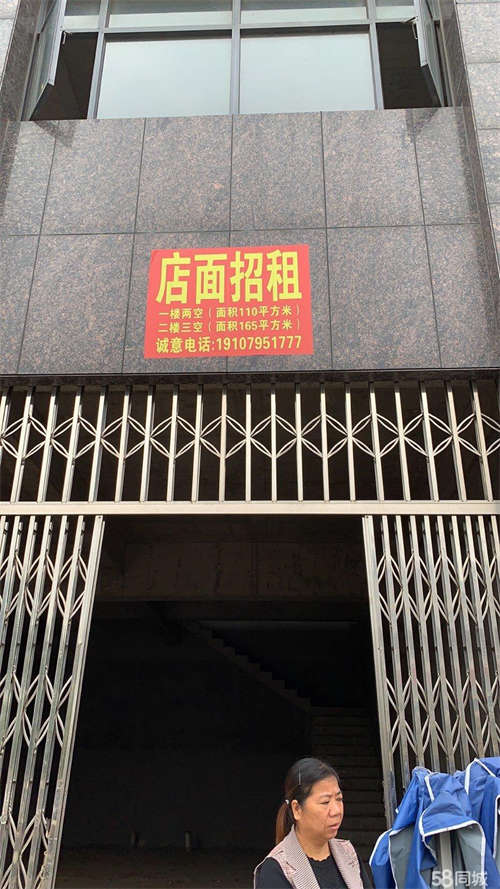 店面招租
一楼两空（面积110平方米）
二楼三空（面积165平方米）
诚意电话:19107951777
58同城